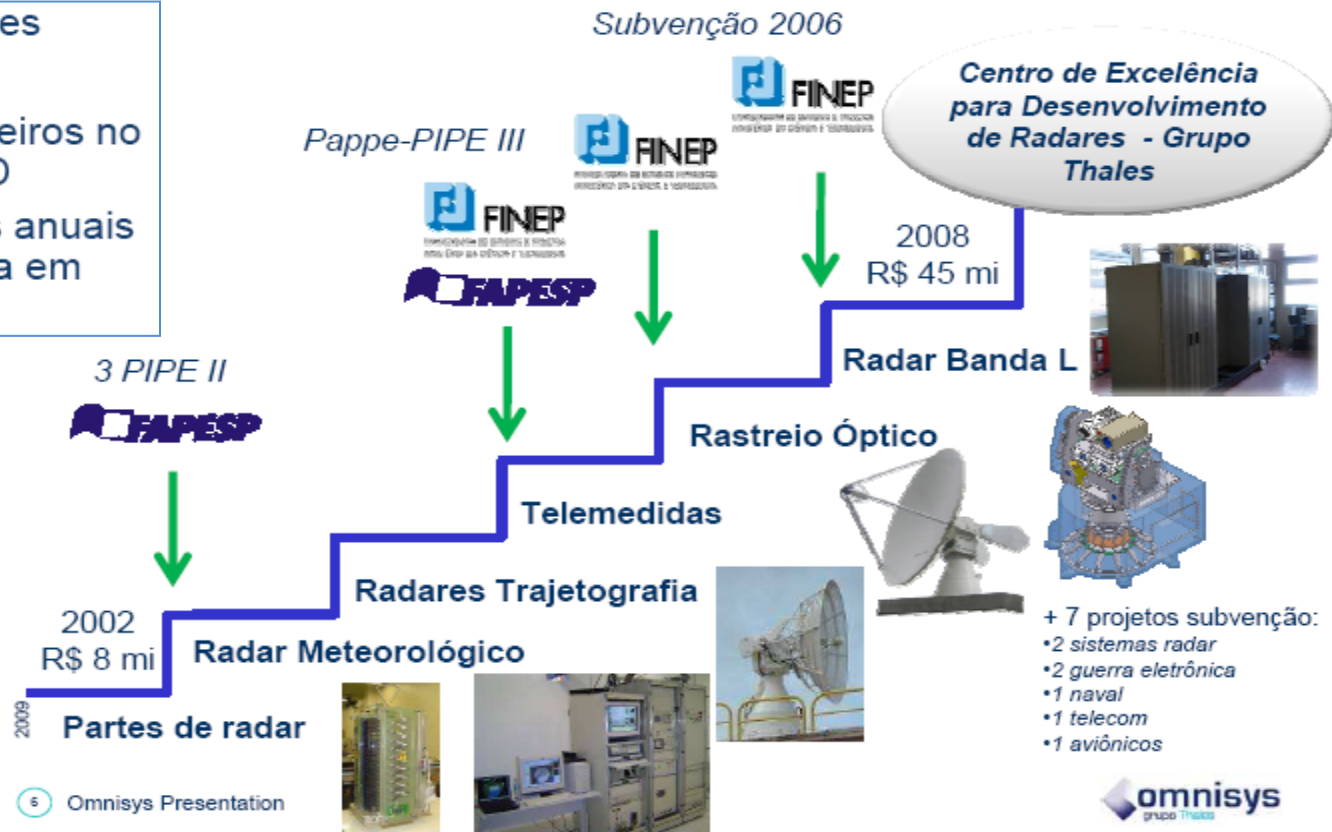 es
eiros no
s anuais
a em
Subvenção 2006
FINEP
Centro de Excelência
para Desenvolvimento
de Radares - Grupo
Thales
Pappe-PIPE III
FINEP
FINEP
FAPESP
2008
R$ 45 mi
3 PIPE II
FAPESP
Radar Banda L
Rastreio Óptico
Telemedidas
Radares Trajetografia
2002
R$ 8 mi
Radar Meteorológico
Partes de radar
2009
+ 7 projetos subvenção:
•2 sistemas radar
•2 guerra eletrônica
•1 naval
•1 telecom
•1 aviônicos
6 Omnisys Presentation
omnisys
grupo Thales